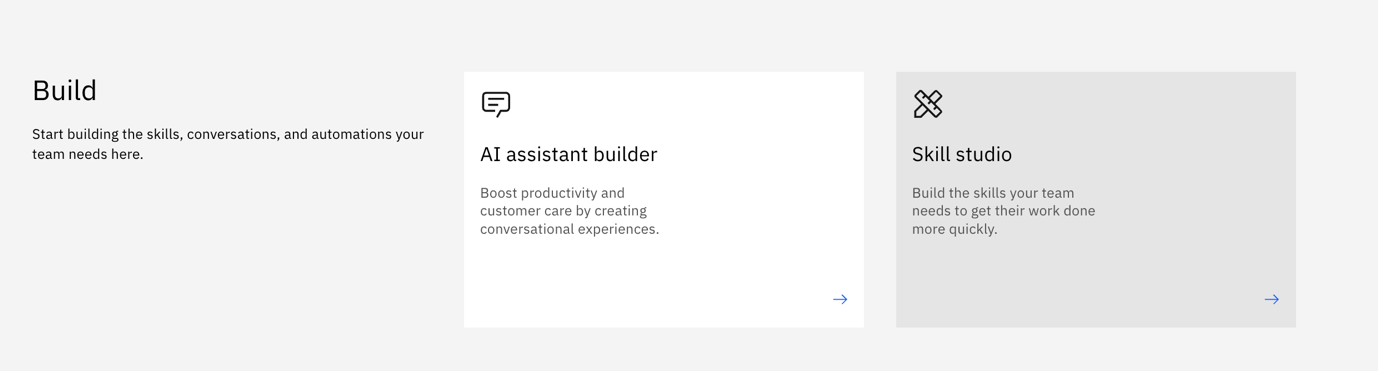 Build
Start building the skills, conversations, and automations your
team needs here.
AI assistant builder
Boost productivity and
customer care by creating
conversational experiences.
Skill studio
Build the skills your team
needs to get their work done
more quickly.